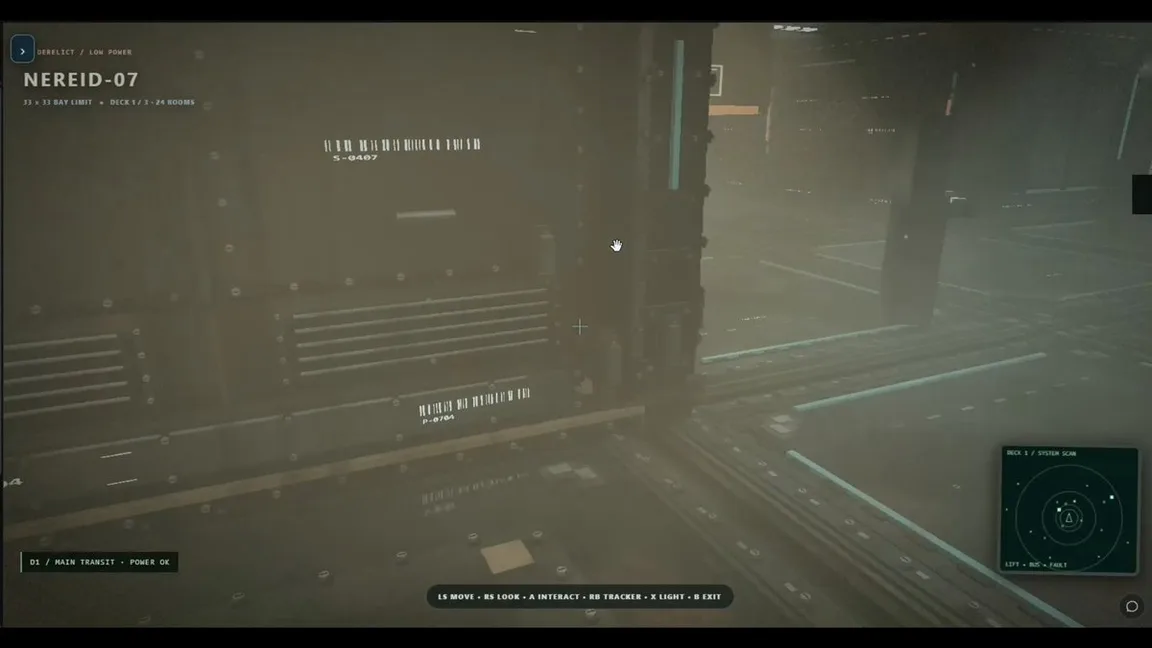 DERELICT / LOW POWER
NEREID-07
33 x 33 BAY LIMIT • DECK 1 / 3 · 24 ROOMS
S-0407
P-070A
D1 / MAIN TRANSIT · POWER OK
DECK 1 / SYSTEM SCAN
LIFT • BUS • FAULT
LS MOVE • RS LOOK • A INTERACT • RB TRACKER • X LIGHT • B EXIT